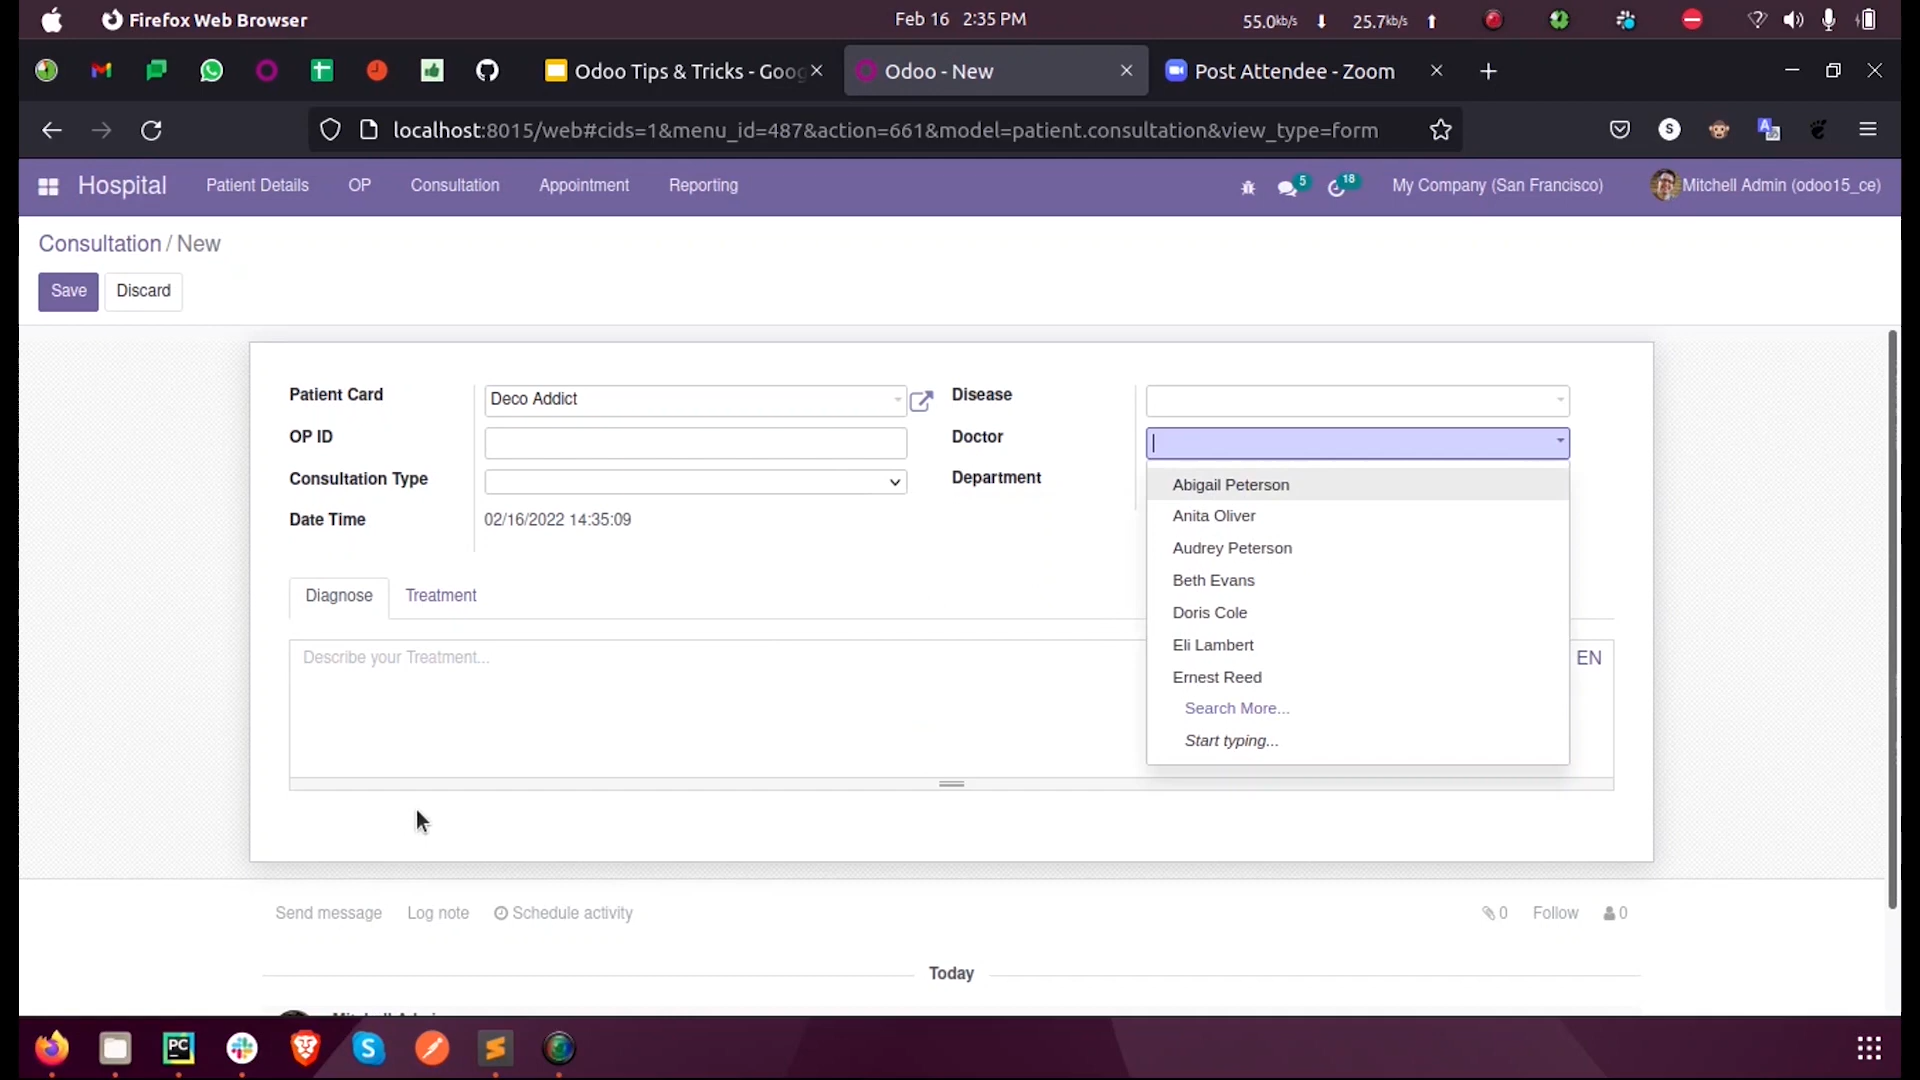 Firefox Web Browser
Feb 16 2:35 PM
55.0kb/s 25.7kb/s
Odoo Tips & Tricks - Goog
Odoo - New
Post Attendee - Zoom
localhost:8015/web#cids=1&menu_id=487&action=661&model=patient.consultation&view_type=form
S
Hospital Patient Details OP Consultation Appointment Reporting
5 18 My Company (San Francisco) Mitchell Admin (odoo15_ce)
Consultation / New
Save Discard
Patient Card Deco Addict
OP ID
Consultation Type
Date Time 02/16/2022 14:35:09
Disease
Doctor
Department
Abigail Peterson
Anita Oliver
Audrey Peterson
Beth Evans
Doris Cole
Eli Lambert
Ernest Reed
Search More...
Start typing...
Diagnose Treatment
Describe your Treatment...
EN
Send message Log note Schedule activity
0 Follow 0
Today
Mitchell Admin
PC
S